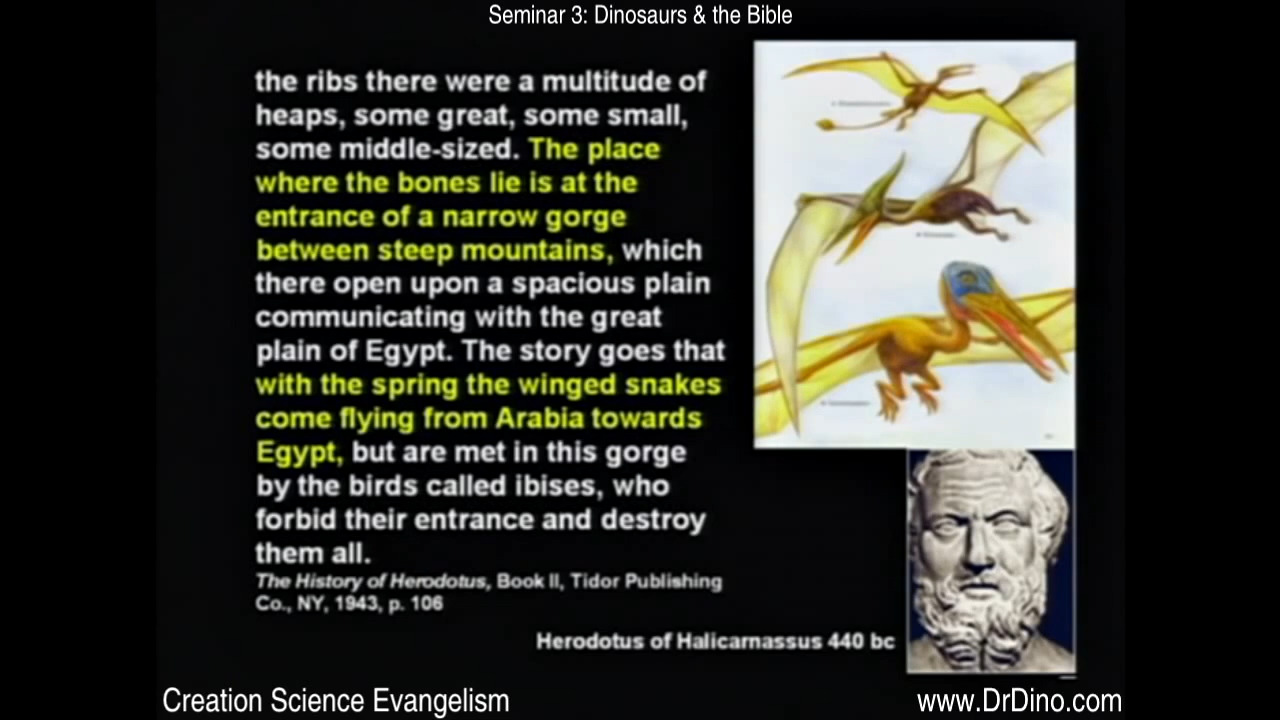 Seminar 3: Dinosaurs & the Bible
the ribs there were a multitude of
heaps, some great, some small,
some middle-sized. The place
where the bones lie is at the
entrance of a narrow gorge
between steep mountains, which
there open upon a spacious plain
communicating with the great
plain of Egypt. The story goes that
with the spring the winged snakes
come flying from Arabia towards
Egypt, but are met in this gorge
by the birds called ibises, who
forbid their entrance and destroy
them all.
The History of Herodotus, Book II, Tidor Publishing
Co., NY, 1943, p. 106
Herodotus of Halicarnassus 440 bc
Creation Science Evangelism
www.DrDino.com